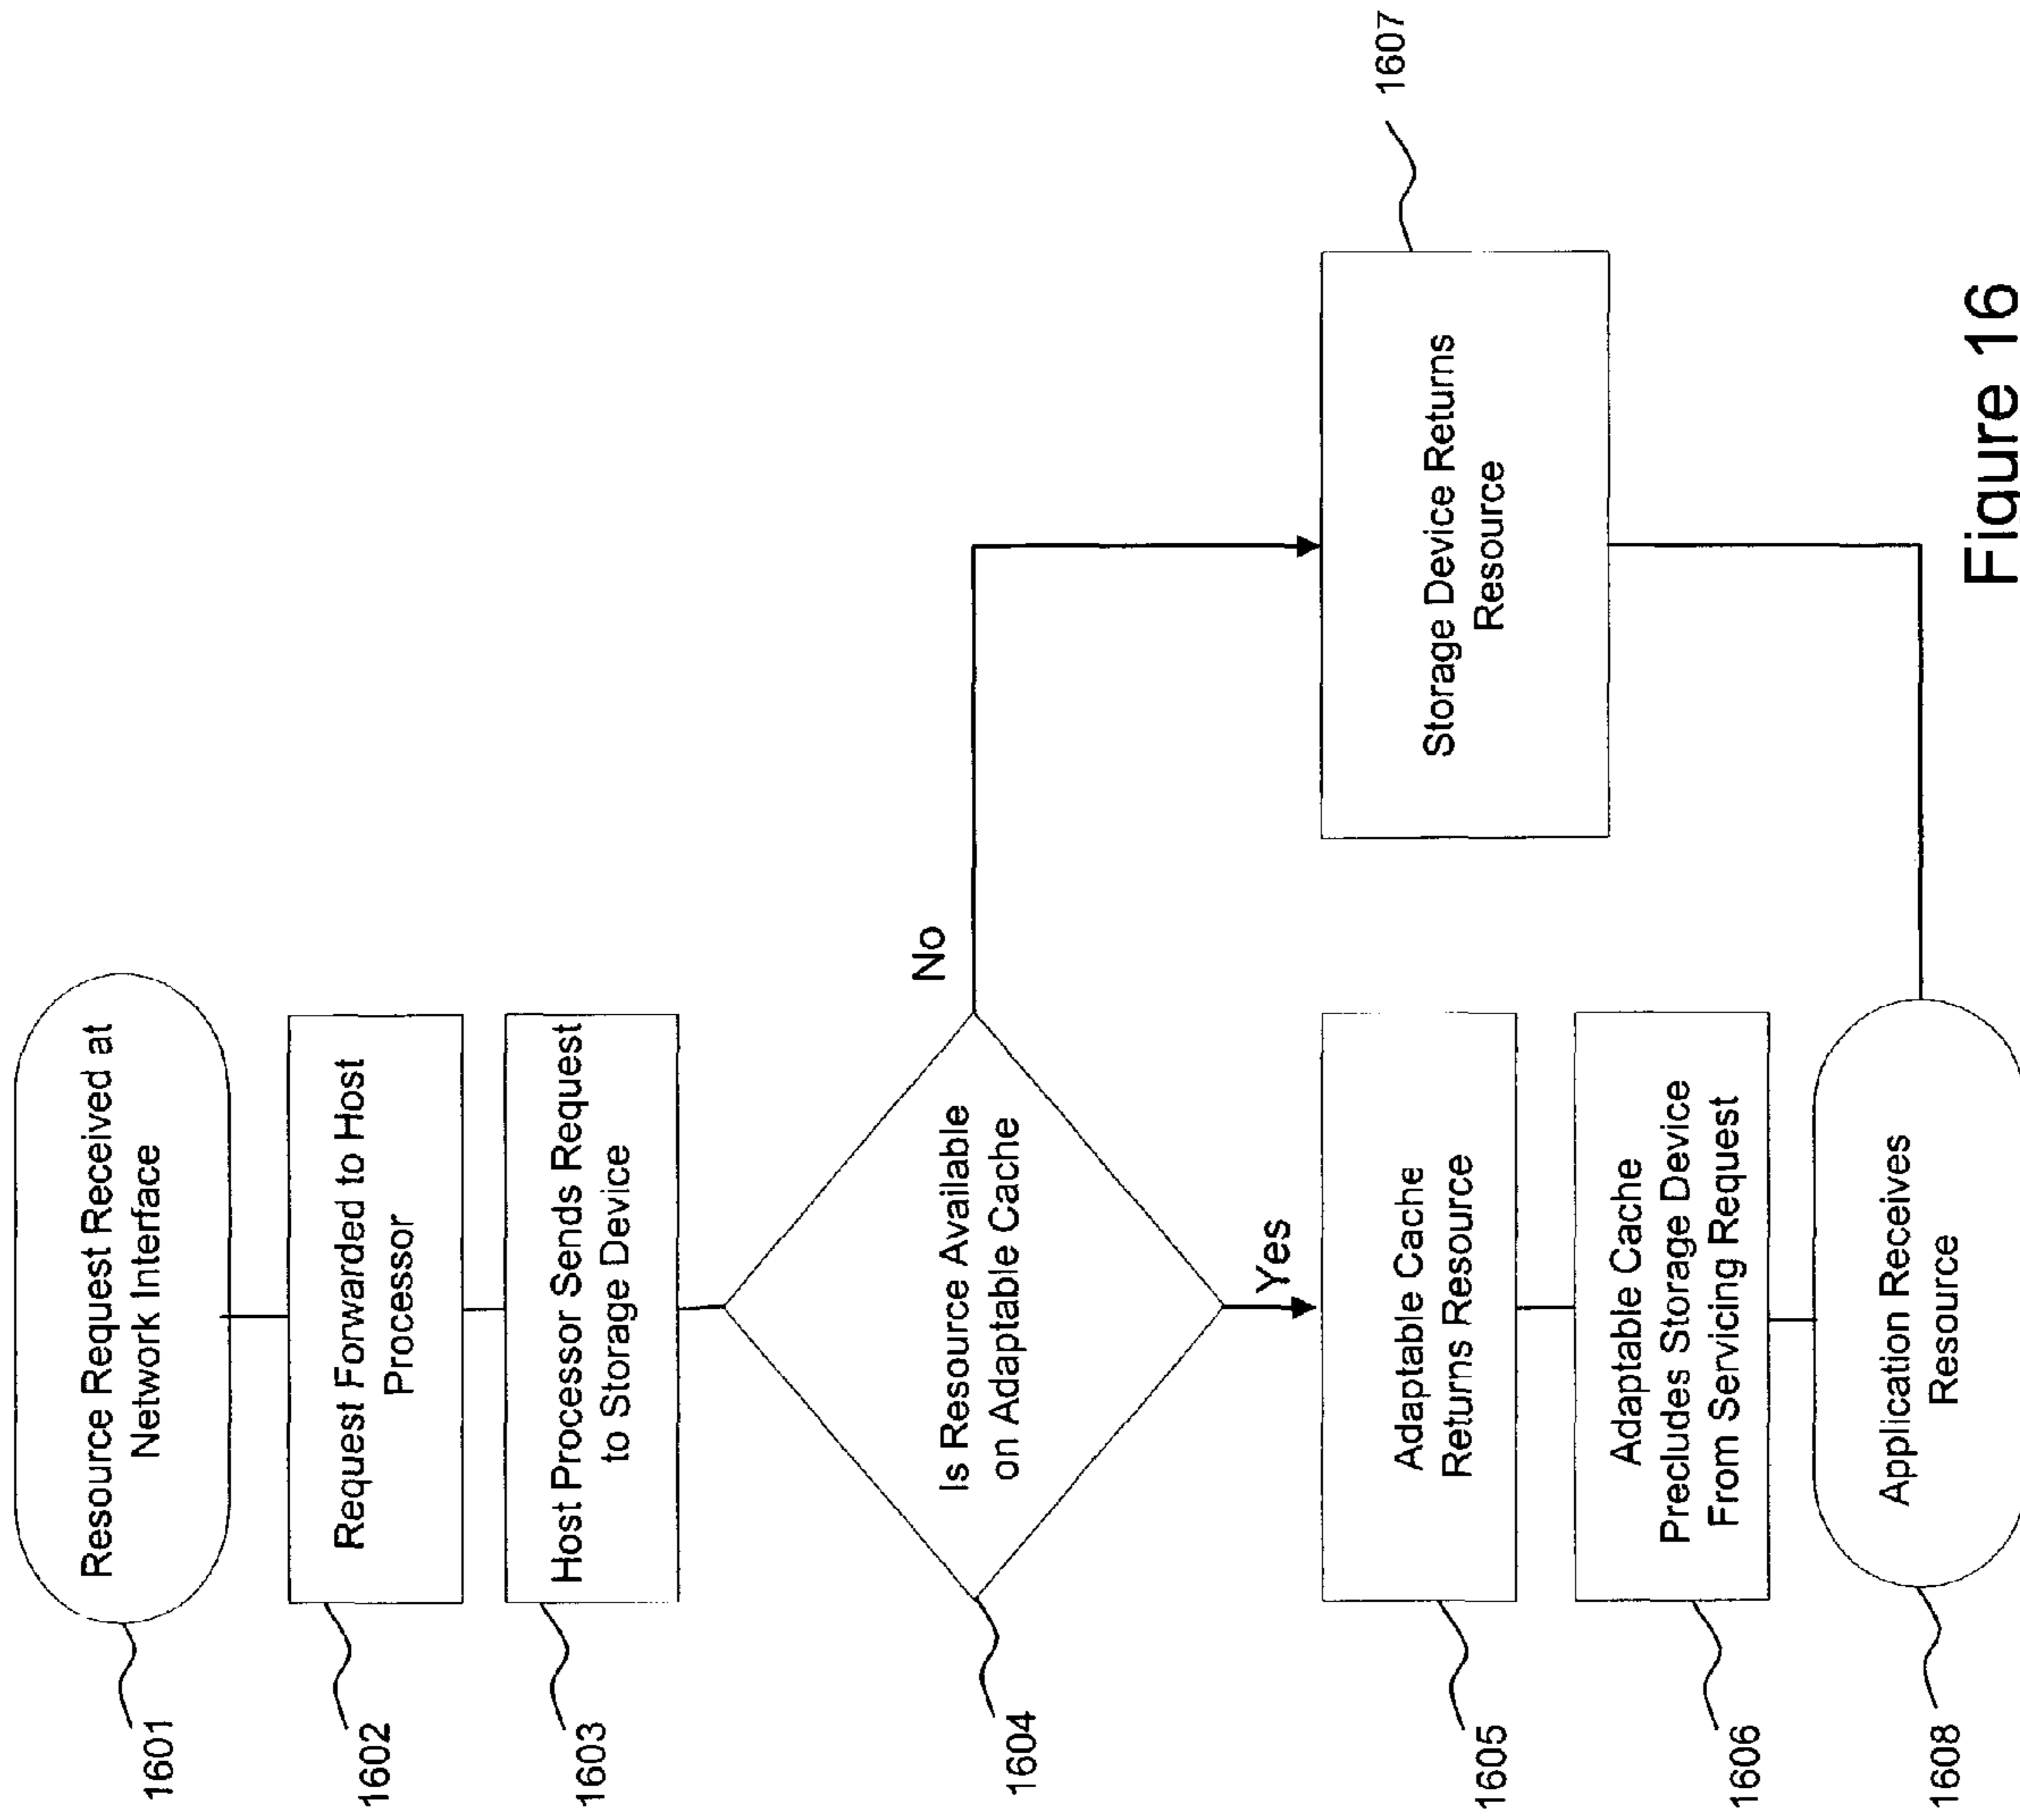 1601
Resource Request Received at
Network Interface
1602
Request Forwarded to Host
Processor
1603
Host Processor Sends Request
to Storage Device
1604
Is Resource Available
on Adaptable Cache
No
Yes
1605
Adaptable Cache
Returns Resource
1607
Storage Device Returns
Resource
1606
Adaptable Cache
Precludes Storage Device
From Servicing Request
1608
Application Receives
Resource
Figure 16